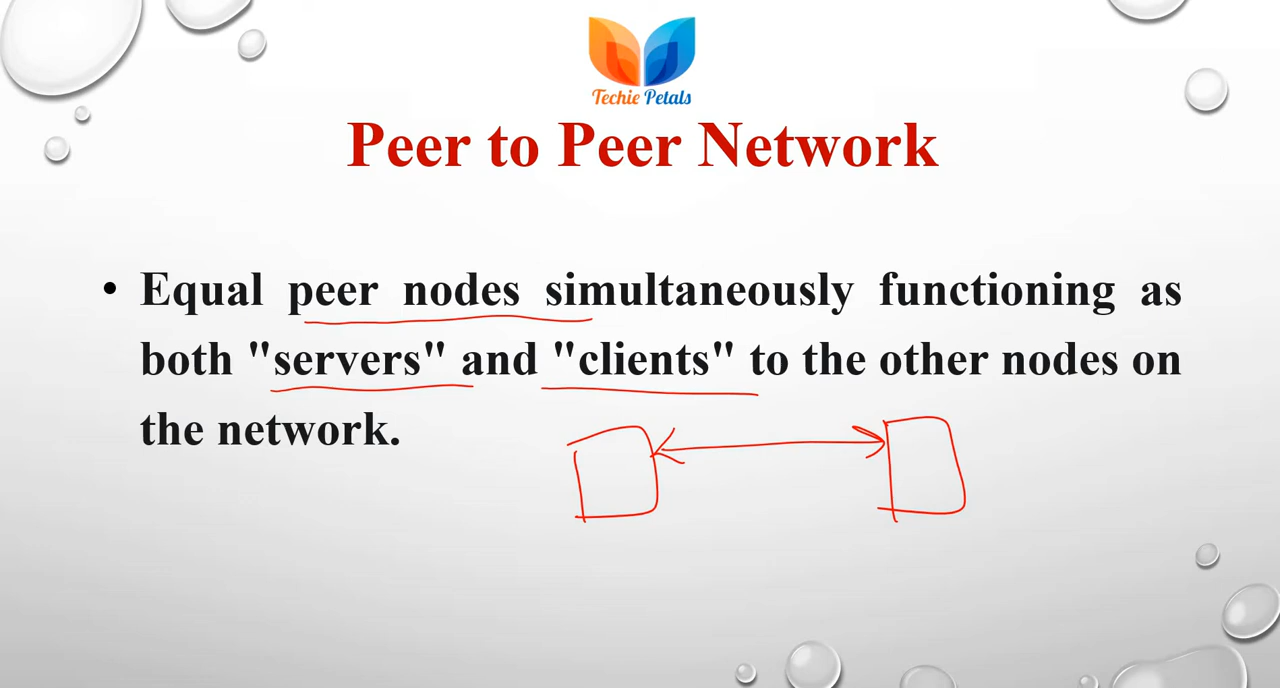 Techie Petals
Peer to Peer Network
• Equal peer nodes simultaneously functioning as
both "servers" and "clients" to the other nodes on
the network.